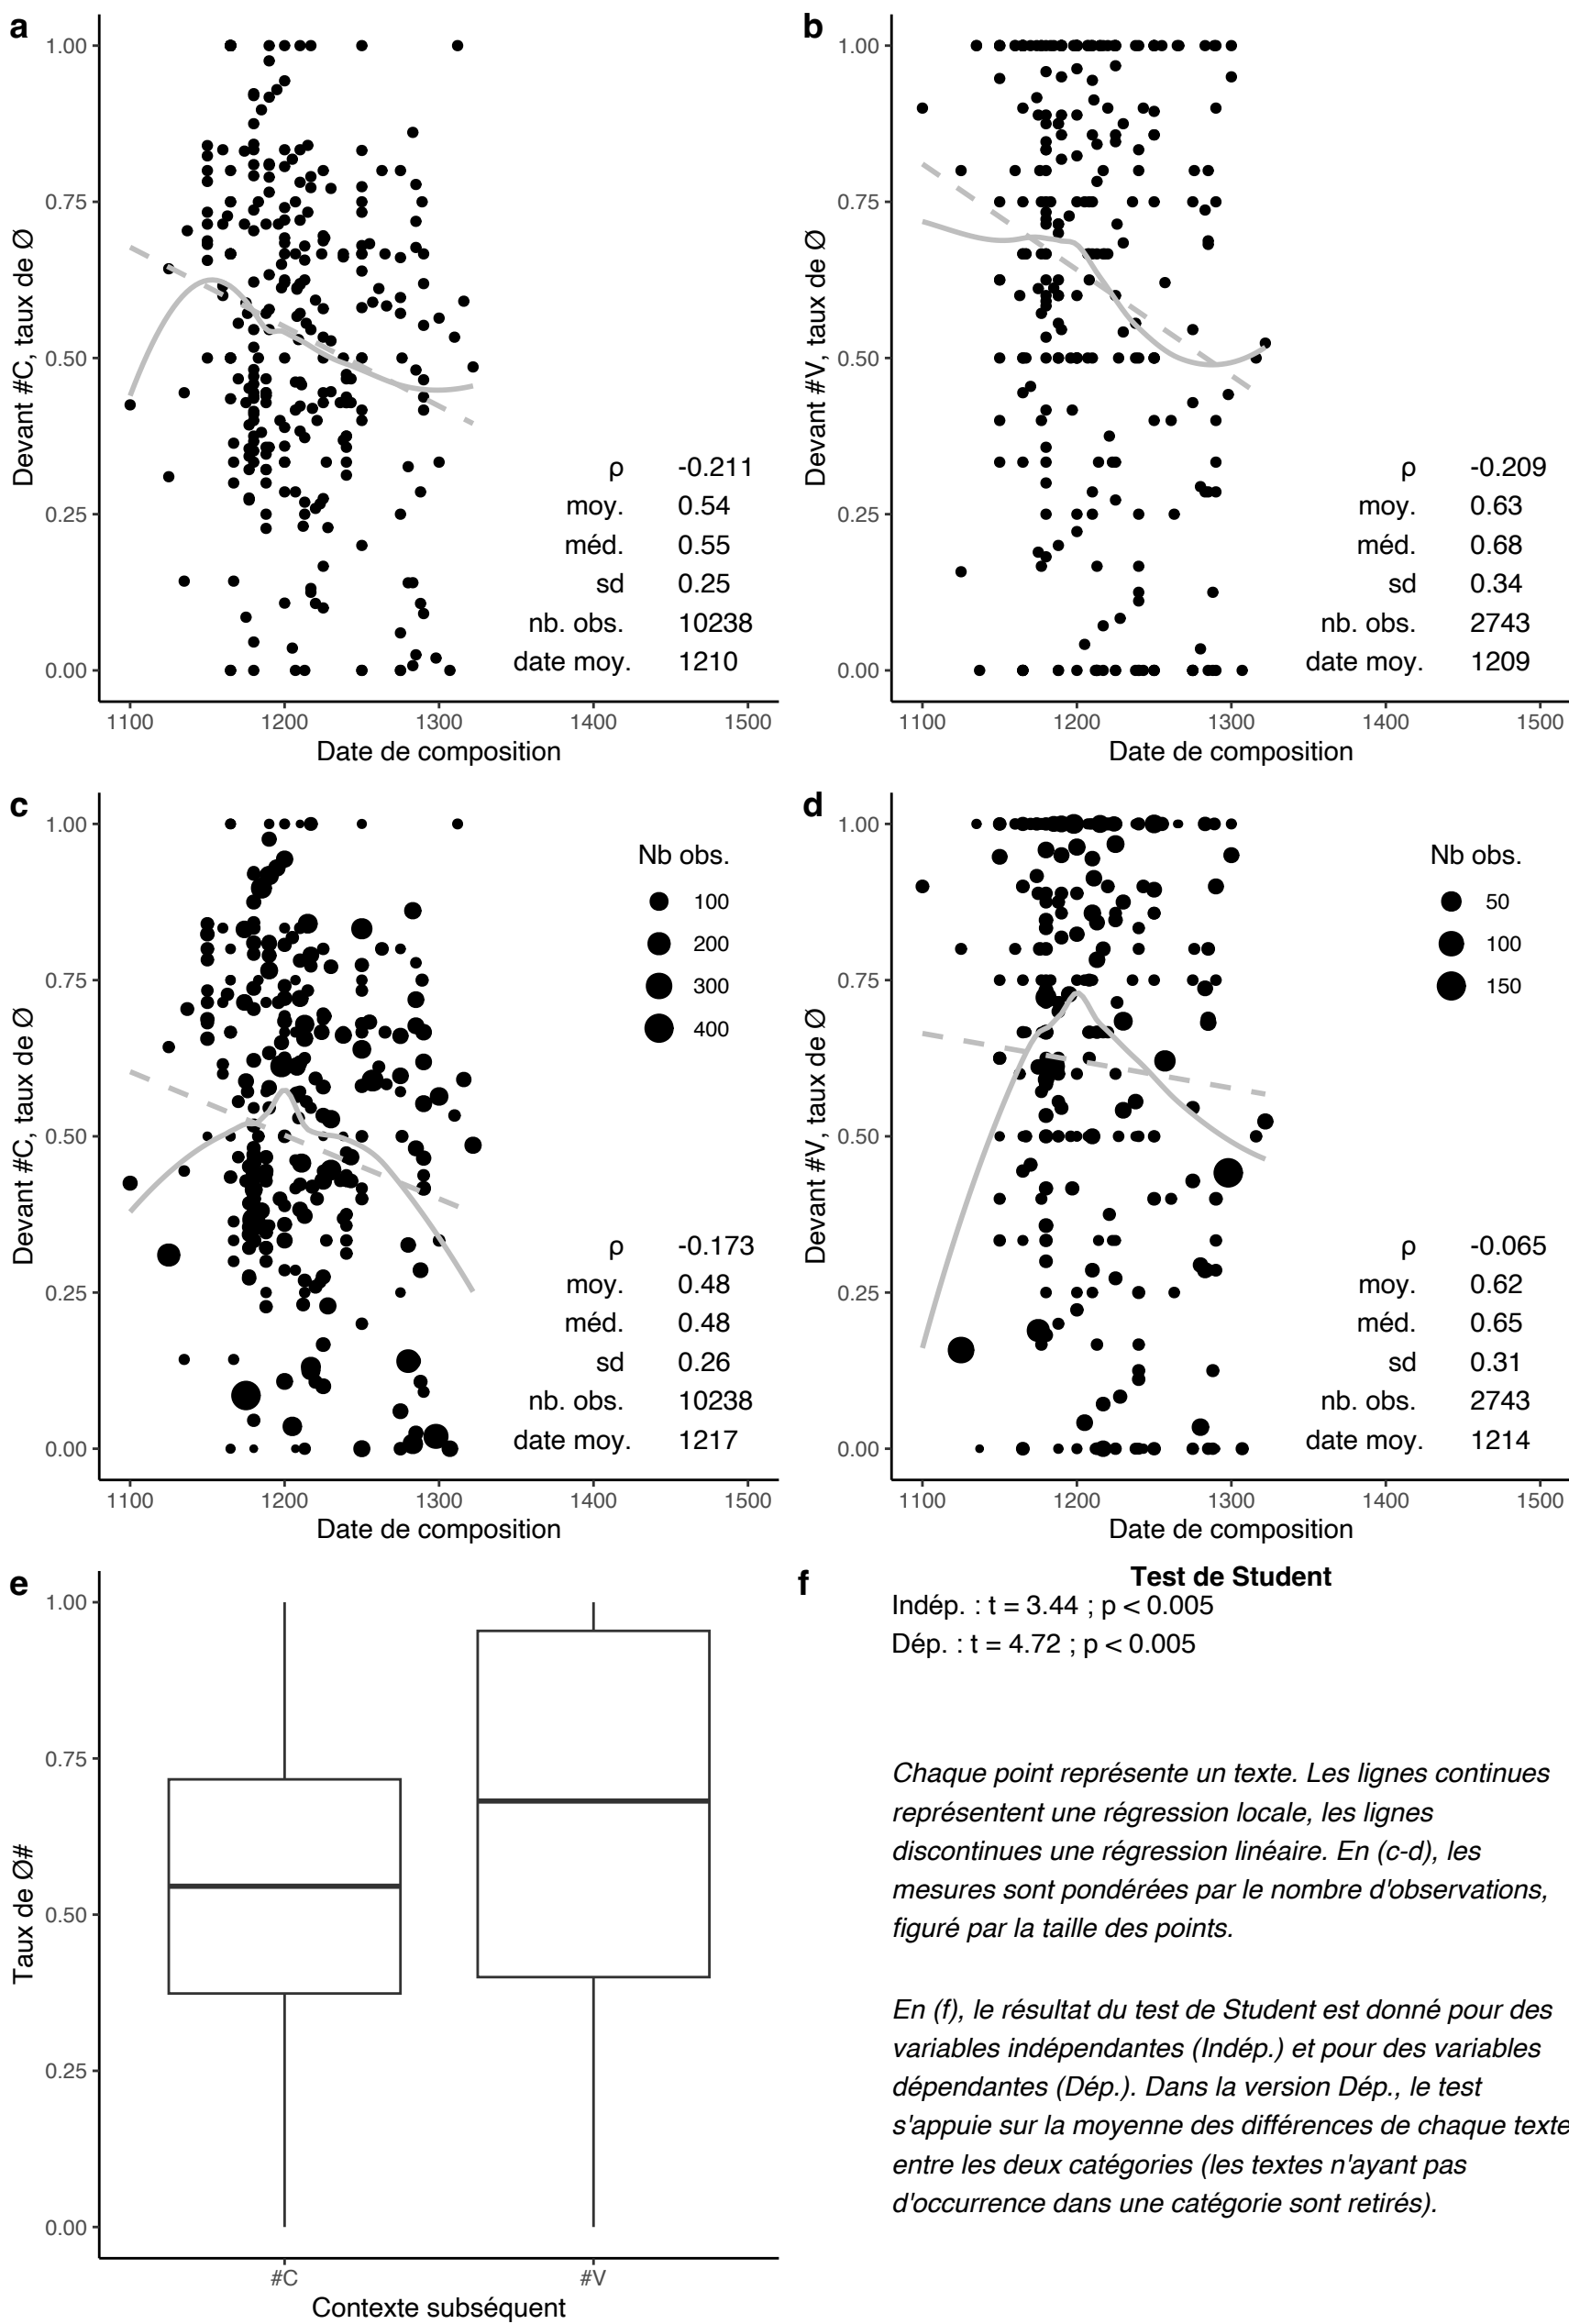 a
1.00
0.75
0.50
0.25
0.00
Devant #C, taux de Ø
ρ -0.211
moy. 0.54
méd. 0.55
sd 0.25
nb. obs. 10238
date moy. 1210
1100 1200 1300 1400 1500
Date de composition
b
1.00
0.75
0.50
0.25
0.00
Devant #V, taux de Ø
ρ -0.209
moy. 0.63
méd. 0.68
sd 0.34
nb. obs. 2743
date moy. 1209
1100 1200 1300 1400 1500
Date de composition
c
1.00
0.75
0.50
0.25
0.00
Devant #C, taux de Ø
Nb obs.
100
200
300
400
ρ -0.173
moy. 0.48
méd. 0.48
sd 0.26
nb. obs. 10238
date moy. 1217
1100 1200 1300 1400 1500
Date de composition
d
1.00
0.75
0.50
0.25
0.00
Devant #V, taux de Ø
Nb obs.
50
100
150
ρ -0.065
moy. 0.62
méd. 0.65
sd 0.31
nb. obs. 2743
date moy. 1214
1100 1200 1300 1400 1500
Date de composition
e
1.00
0.75
0.50
0.25
0.00
Taux de Ø#
#C #V
Contexte subséquent
f
Test de Student
Indép. : t = 3.44 ; p < 0.005
Dép. : t = 4.72 ; p < 0.005
Chaque point représente un texte. Les lignes continues
représentent une régression locale, les lignes
discontinues une régression linéaire. En (c-d), les
mesures sont pondérées par le nombre d'observations,
figuré par la taille des points.
En (f), le résultat du test de Student est donné pour des
variables indépendantes (Indép.) et pour des variables
dépendantes (Dép.). Dans la version Dép., le test
s'appuie sur la moyenne des différences de chaque texte
entre les deux catégories (les textes n'ayant pas
d'occurrence dans une catégorie sont retirés).